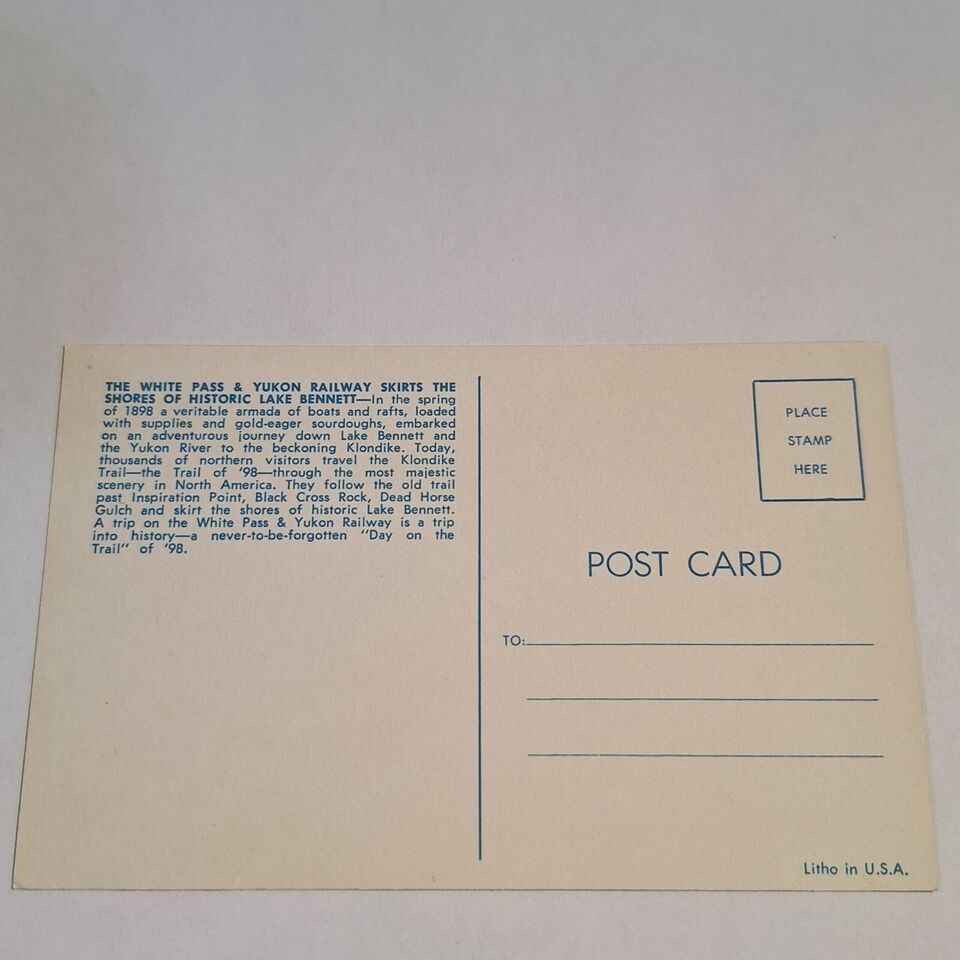 THE WHITE PASS & YUKON RAILWAY SKIRTS THE
SHORES OF HISTORIC LAKE BENNETT—In the spring
of 1898 a veritable armada of boats and rafts, loaded
with supplies and gold-eager sourdoughs, embarked
on an adventurous journey down Lake Bennett and
the Yukon River to the beckoning Klondike. Today,
thousands of northern visitors travel the Klondike
Trail—the Trail of '98—through the most majestic
scenery in North America. They follow the old trail
past Inspiration Point, Black Cross Rock, Dead Horse
Gulch and skirt the shores of historic Lake Bennett.
A trip on the White Pass & Yukon Railway is a trip
into history—a never-to-be-forgotten "Day on the
Trail" of '98.
PLACE
STAMP
HERE
POST CARD
TO:
Litho in U.S.A.